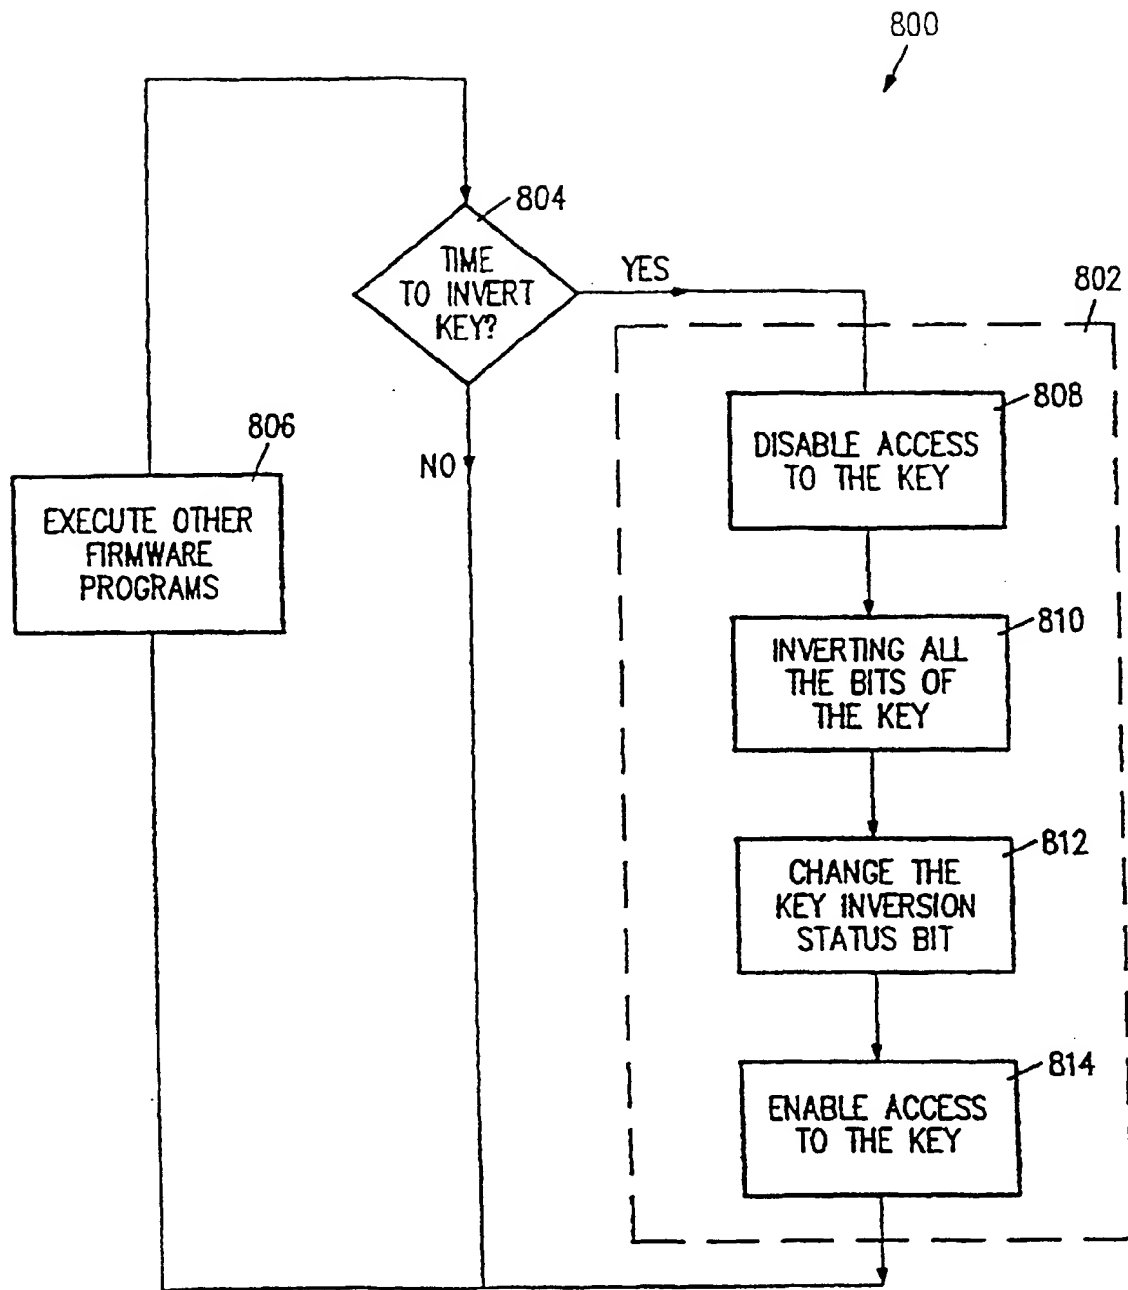 800
804
TIME
TO INVERT
KEY?
YES
802
808
DISABLE ACCESS
TO THE KEY
806
NO
EXECUTE OTHER
FIRMWARE
PROGRAMS
810
INVERTING ALL
THE BITS OF
THE KEY
812
CHANGE THE
KEY INVERSION
STATUS BIT
814
ENABLE ACCESS
TO THE KEY